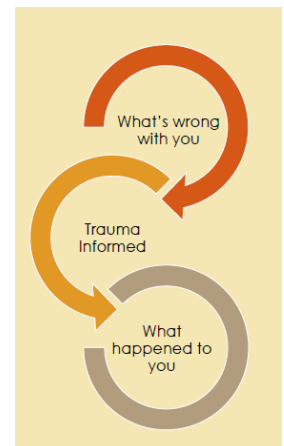 What's wrong
with you
Trauma
Informed
What
happened to
you